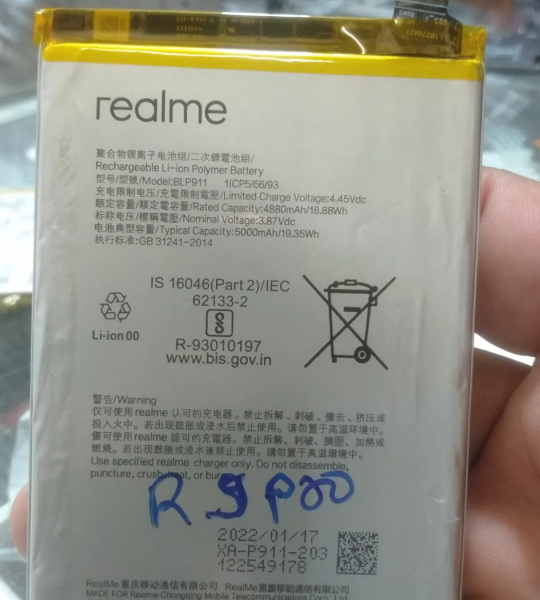 realme
聚合物锂离子电池组/二次鋰電池組/
Rechargeable Li-ion Polymer Battery
型号/型號/Model:BLP911 1ICP5/66/93
充电限制电压/充電限制電壓/Limited Charge Voltage:4.45Vdc
额定容量/額定電容量/Rated Capacity:4880mAh/18.88Wh
标称电压/標稱電壓/Nominal Voltage:3.87Vdc
电池典型容量/Typical Capacity:5000mAh/19.35Wh
执行标准:GB 31241-2014
IS 16046(Part 2)/IEC
62133-2
R-93010197
www.bis.gov.in
Li-ion 00
警告/Warning
仅可使用 realme 认可的充电器。禁止拆解、刺破、撞击、挤压或
投入火中。若出现鼓胀或浸水后禁止使用。请勿置于高温环境中。
僅可使用 realme 認可的充電器。禁止拆解、刺破、擠壓、加熱或
燃燒。若出現鼓脹或浸水後禁止使用。請勿置於高溫環境中。
Use specified realme charger only. Do not disassemble,
puncture, crush, heat, or bur
2022/01/17
XA-P911-203
122549178
RealMe重庆移动通信有限公司 RealMe重慶移動通信有限公司
MADE FOR Realme Chongqing Mobile Telecommunications Corp., Ltd.